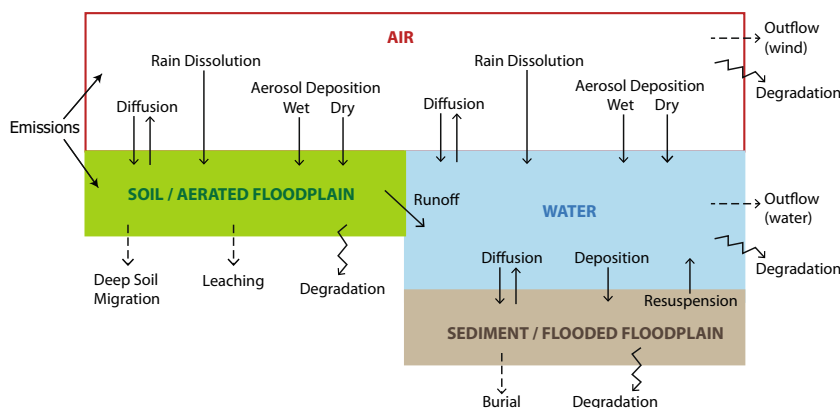 AIR
Outflow
(wind)
Rain Dissolution
Rain Dissolution
Aerosol Deposition
Wet Dry
Aerosol Deposition
Wet Dry
Degradation
Diffusion
Diffusion
Emissions
SOIL / AERATED FLOODPLAIN
Runoff
WATER
Outflow
(water)
Deep Soil
Migration
Leaching
Degradation
Diffusion
Deposition
Degradation
Resuspension
SEDIMENT / FLOODED FLOODPLAIN
Burial
Degradation